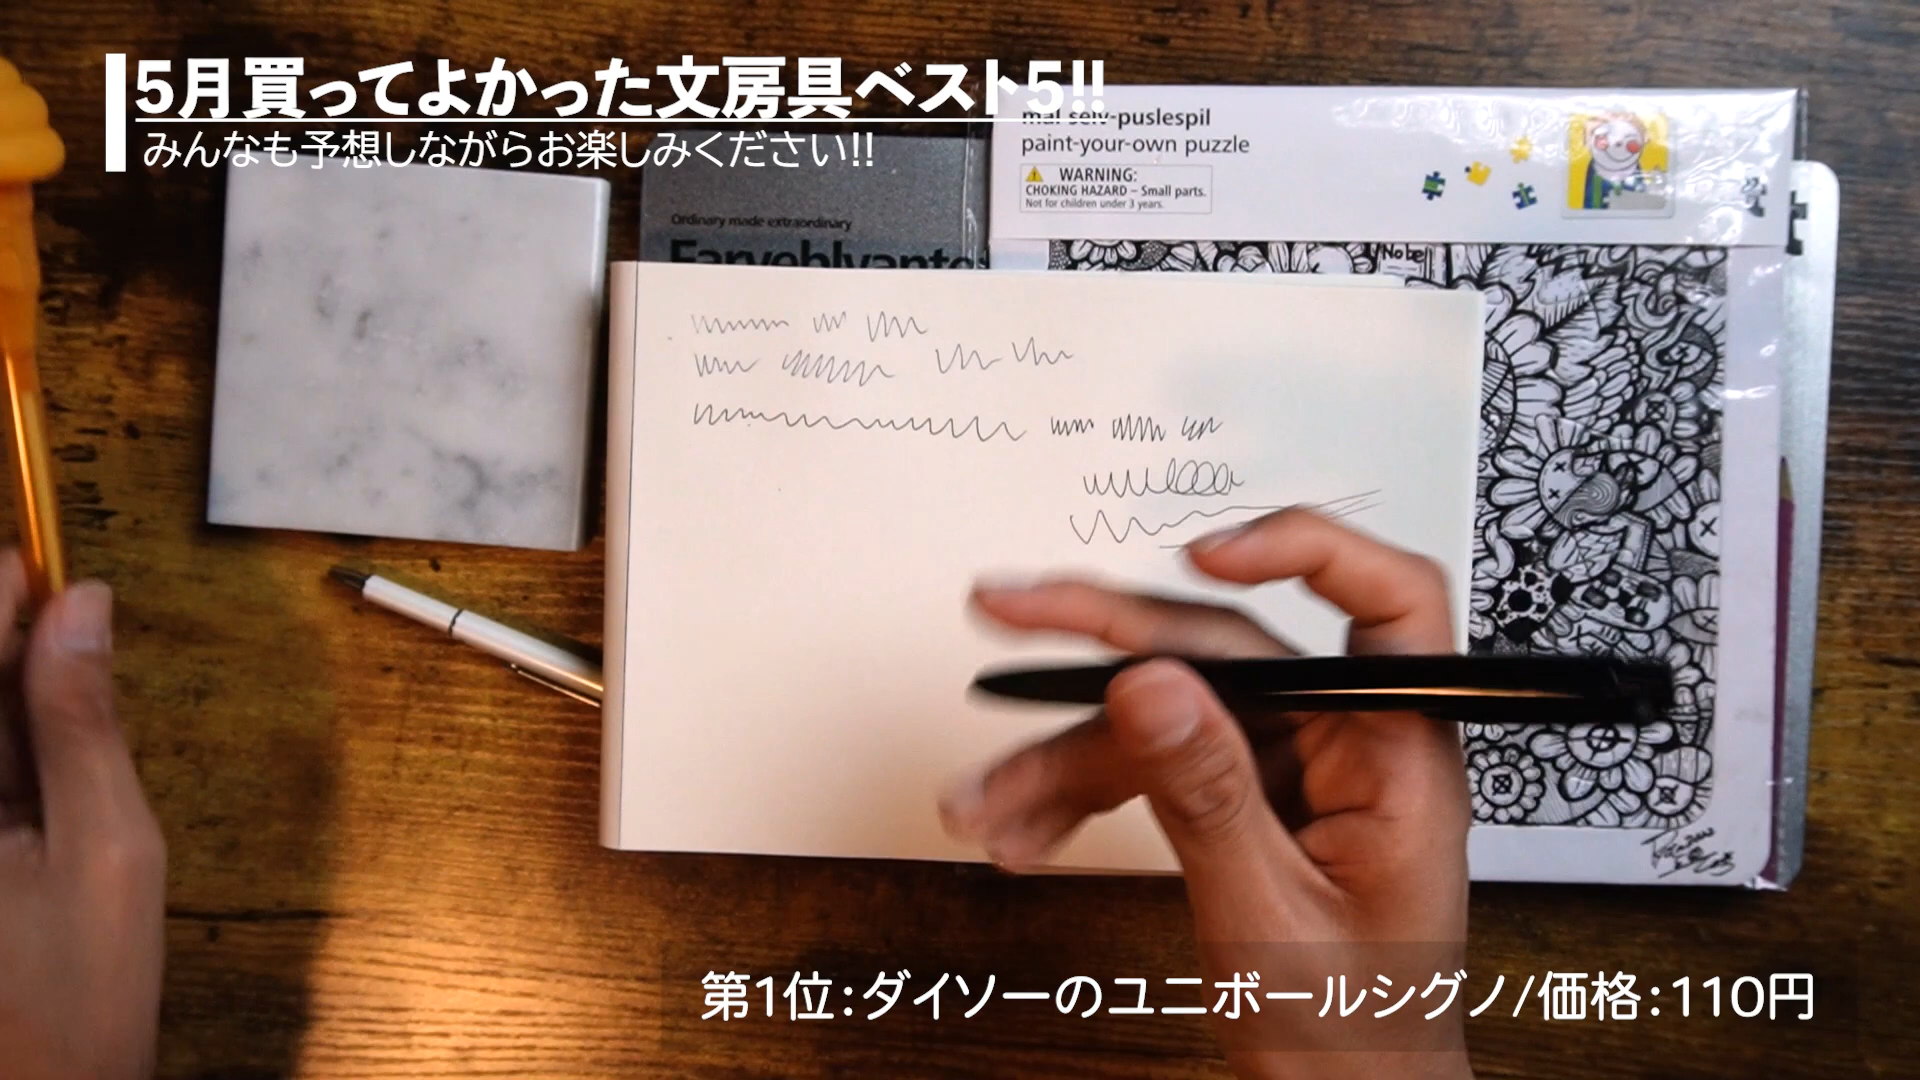 5月買ってよかった文房具ベスト5!!
みんなも予想しながらお楽しみください!!
mal selv-puslespil
paint-your-own puzzle
WARNING:
CHOKING HAZARD – Small parts.
Not for children under 3 years.
Ordinary made extraordinary
Farveblyanter
No be
第1位:ダイソーのユニボールシグノ/価格:110円